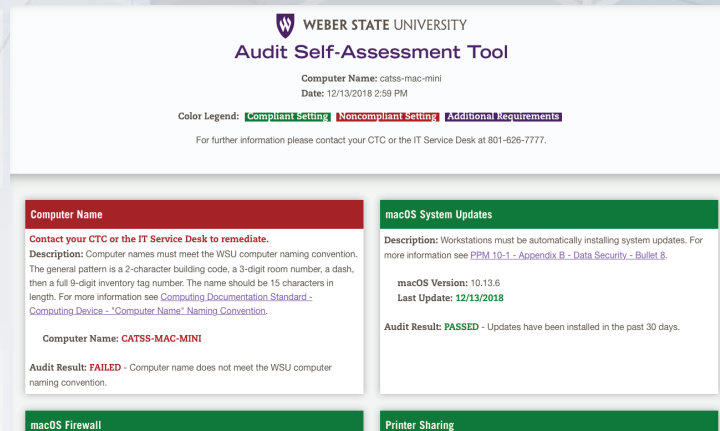 WEBER STATE UNIVERSITY
Audit Self-Assessment Tool
Computer Name: catss-mac-mini
Date: 12/13/2018 2:59 PM
Color Legend: Compliant Setting Noncompliant Setting Additional Requirements
For further information please contact your CTC or the IT Service Desk at 801-626-7777.
Computer Name
Contact your CTC or the IT Service Desk to remediate.
Description: Computer names must meet the WSU computer naming convention.
The general pattern is a 2-character building code, a 3-digit room number, a dash,
then a full 9-digit inventory tag number. The name should be 15 characters in
length. For more information see Computing Documentation Standard -
Computing Device - "Computer Name" Naming Convention.
Computer Name: CATSS-MAC-MINI
Audit Result: FAILED - Computer name does not meet the WSU computer
naming convention.
macOS System Updates
Description: Workstations must be automatically installing system updates. For
more information see PPM 10-1 - Appendix B - Data Security - Bullet 8.
macOS Version: 10.13.6
Last Update: 12/13/2018
Audit Result: PASSED - Updates have been installed in the past 30 days.
macOS Firewall
Printer Sharing